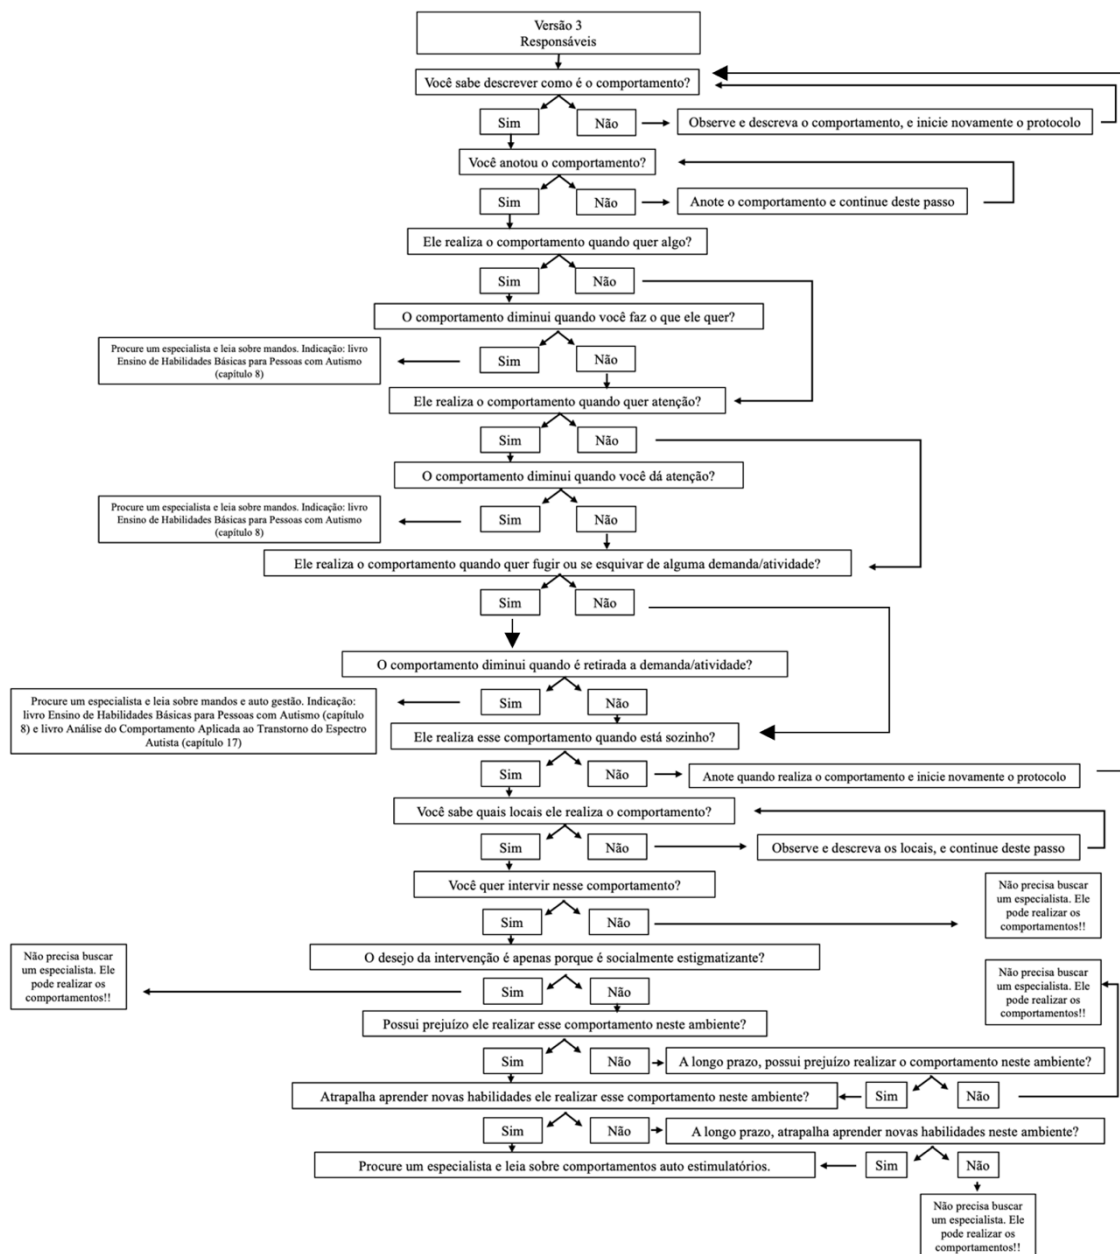 Versão 3
Responsáveis
Você sabe descrever como é o comportamento?
Sim
Não
Observe e descreva o comportamento, e inicie novamente o protocolo
Você anotou o comportamento?
Sim
Não
Anote o comportamento e continue deste passo
Ele realiza o comportamento quando quer algo?
Sim
Não
O comportamento diminui quando você faz o que ele quer?
Procure um especialista e leia sobre mandos. Indicação: livro
Ensino de Habilidades Básicas para Pessoas com Autismo
(capítulo 8)
Sim
Não
Ele realiza o comportamento quando quer atenção?
Sim
Não
O comportamento diminui quando você dá atenção?
Procure um especialista e leia sobre mandos. Indicação: livro
Ensino de Habilidades Básicas para Pessoas com Autismo
(capítulo 8)
Sim
Não
Ele realiza o comportamento quando quer fugir ou se esquivar de alguma demanda/atividade?
Sim
Não
O comportamento diminui quando é retirada a demanda/atividade?
Procure um especialista e leia sobre mandos e auto gestão. Indicação:
livro Ensino de Habilidades Básicas para Pessoas com Autismo (capítulo
8) e livro Análise do Comportamento Aplicada ao Transtorno do Espectro
Autista (capítulo 17)
Sim
Não
Ele realiza esse comportamento quando está sozinho?
Sim
Não
Anote quando realiza o comportamento e inicie novamente o protocolo
Você sabe quais locais ele realiza o comportamento?
Sim
Não
Observe e descreva os locais, e continue deste passo
Você quer intervir nesse comportamento?
Sim
Não
Não precisa buscar
um especialista. Ele
pode realizar os
comportamentos!!
O desejo da intervenção é apenas porque é socialmente estigmatizante?
Não precisa buscar
um especialista. Ele
pode realizar os
comportamentos!!
Sim
Não
Não precisa buscar
um especialista. Ele
pode realizar os
comportamentos!!
Possui prejuízo ele realizar esse comportamento neste ambiente?
Sim
Não
A longo prazo, possui prejuízo realizar o comportamento neste ambiente?
Atrapalha aprender novas habilidades ele realizar esse comportamento neste ambiente?
Sim
Não
Sim
Não
A longo prazo, atrapalha aprender novas habilidades neste ambiente?
Procure um especialista e leia sobre comportamentos auto estimulatórios.
Sim
Não
Não precisa buscar
um especialista. Ele
pode realizar os
comportamentos!!